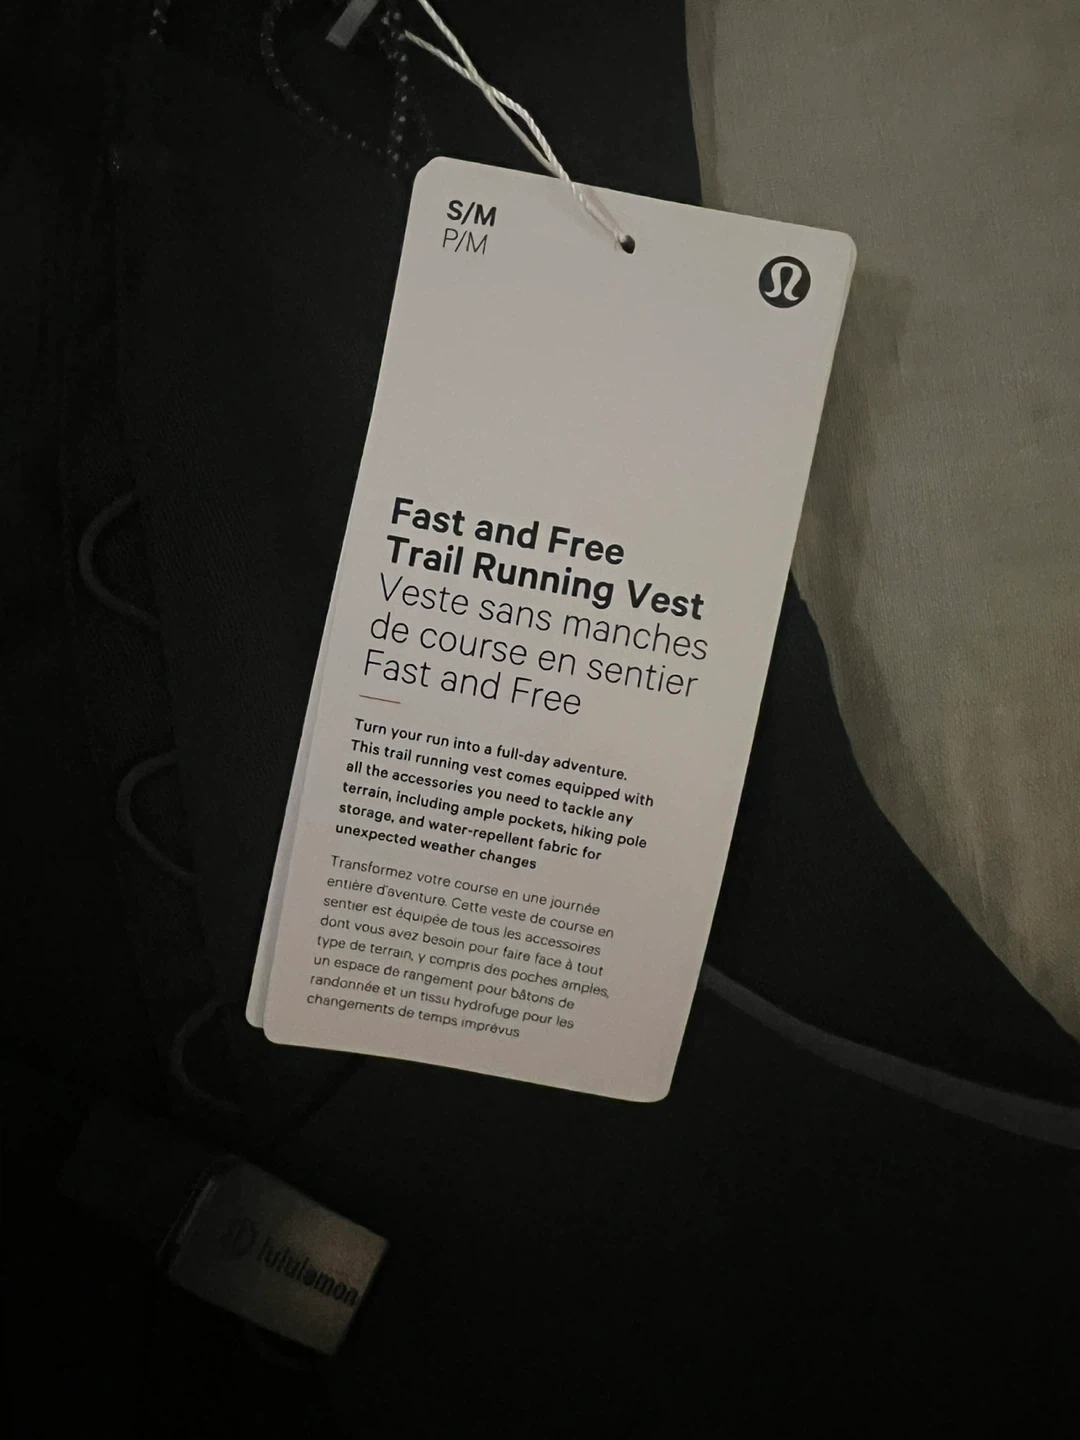 S/M
P/M
Fast and Free
Trail Running Vest
Veste sans manches
de course en sentier
Fast and Free
Turn your run into a full-day adventure.
This trail running vest comes equipped with
all the accessories you need to tackle any
terrain, including ample pockets, hiking pole
storage, and water-repellent fabric for
unexpected weather changes
Transformez votre course en une journée
entière d'aventure. Cette veste de course en
sentier est équipée de tous les accessoires
dont vous avez besoin pour faire face à tout
type de terrain, y compris des poches amples,
un espace de rangement pour bâtons de
randonnée et un tissu hydrofuge pour les
changements de temps imprévus
lululemon